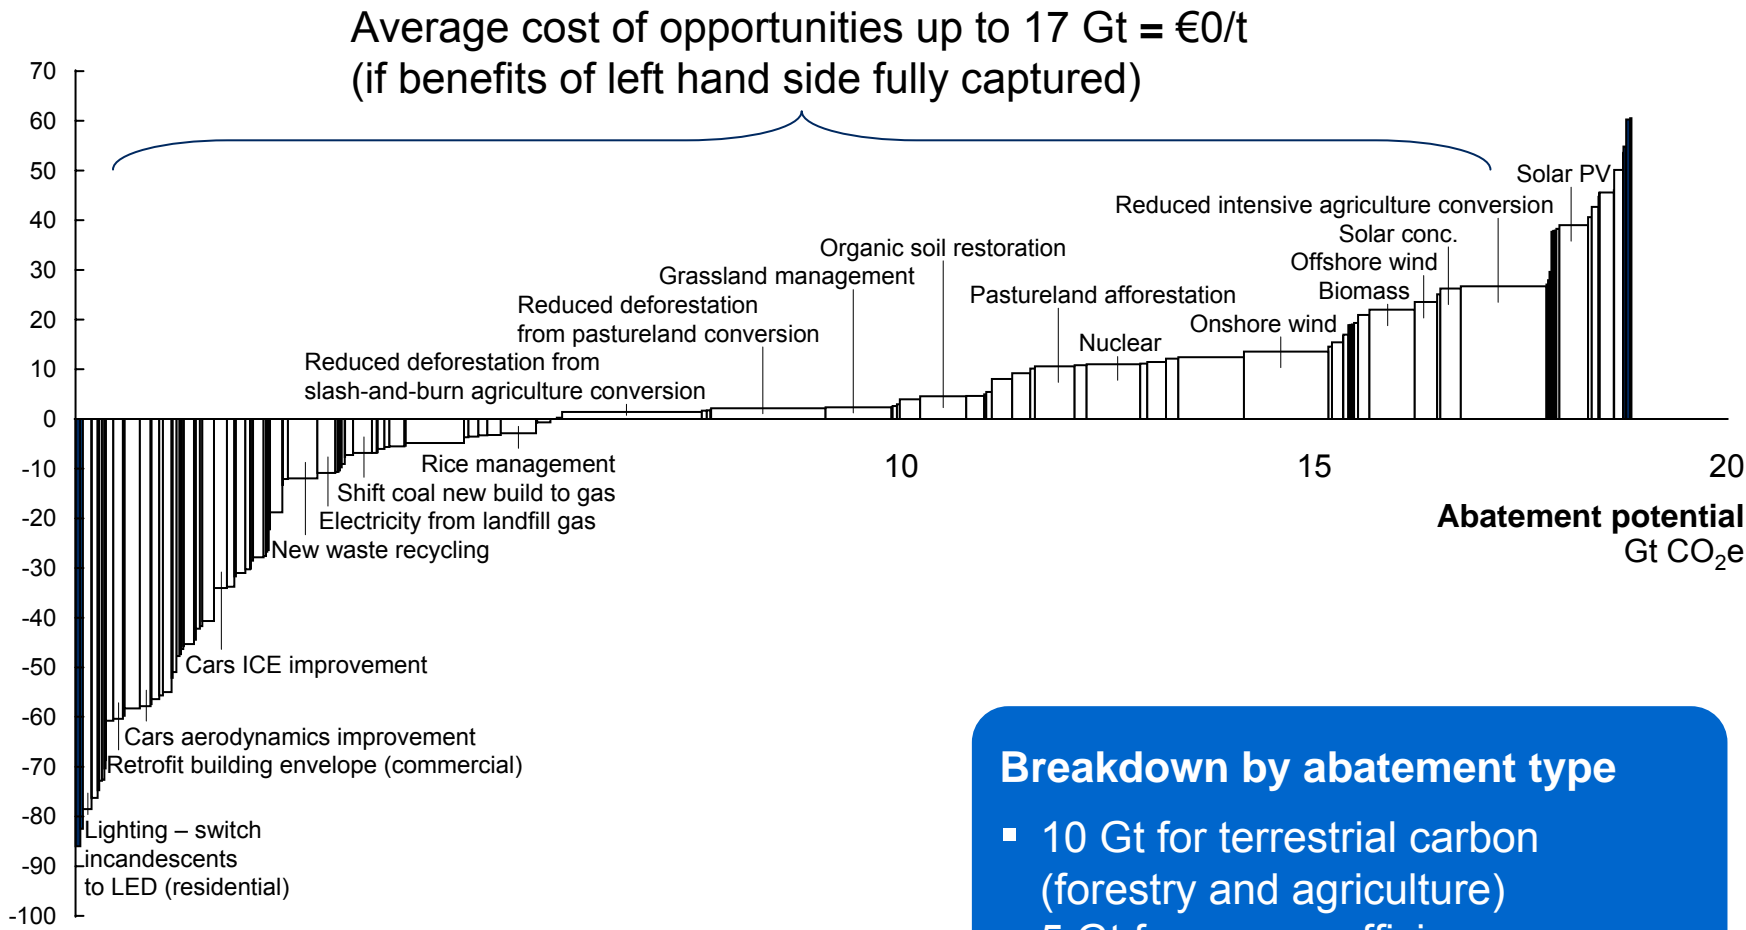 Average cost of opportunities up to 17 Gt = €0/t
(if benefits of left hand side fully captured)
70
60
50
40
30
20
10
0
-10
-20
-30
-40
-50
-60
-70
-80
-90
-100
Solar PV
Reduced intensive agriculture conversion
Solar conc.
Organic soil restoration
Offshore wind
Grassland management
Biomass
Pastureland afforestation
Reduced deforestation
from pastureland conversion
Onshore wind
Nuclear
Reduced deforestation from
slash-and-burn agriculture conversion
Rice management
Shift coal new build to gas
Electricity from landfill gas
New waste recycling
10
15
20
Abatement potential
Gt CO₂e
Cars ICE improvement
Cars aerodynamics improvement
Retrofit building envelope (commercial)
Lighting – switch
incandescents
to LED (residential)
Breakdown by abatement type
▪ 10 Gt for terrestrial carbon
(forestry and agriculture)